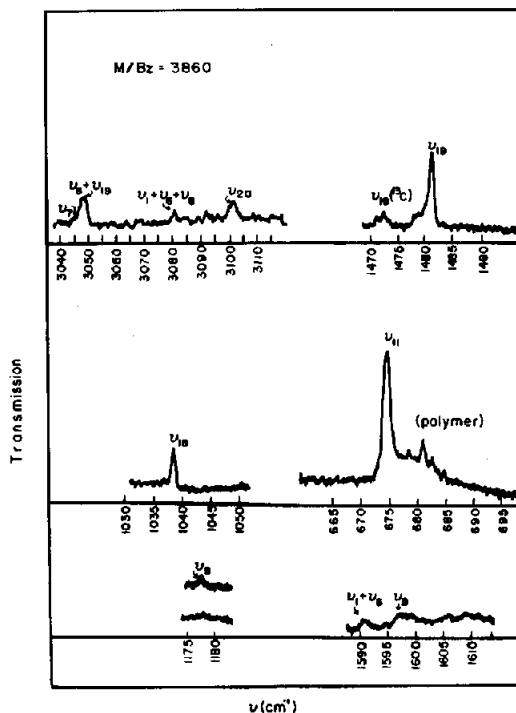 M/Bz = 3860
ν19
ν8 + ν19
ν7
ν1 + ν6 + ν8
ν20
ν19(13C)
3040 3050 3060 3070 3080 3090 3100 3110
1470 1475 1480 1485 1490
ν11
(polymer)
ν18
Transmission
1030 1035 1040 1045 1050
665 670 675 680 685 690 695
ν1 + ν6
1175 1180
1590 1595 1600 1605 1610
ν(cm-1)